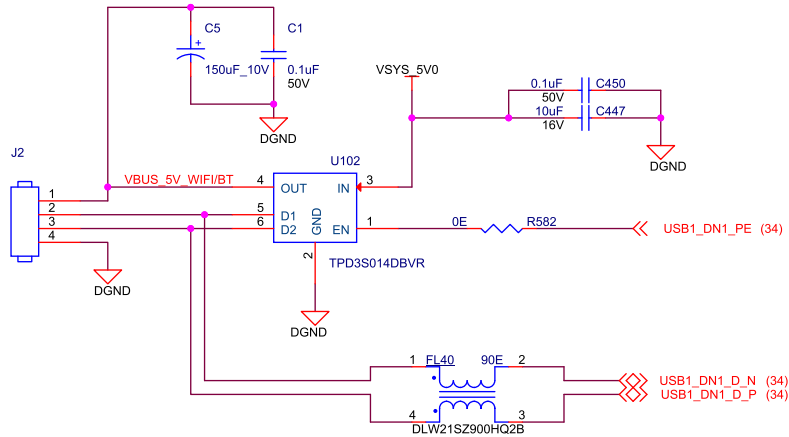 C5
C1
150uF_10V
0.1uF
50V
DGND
VSYS_5V0
0.1uF
C450
50V
10uF
C447
16V
DGND
J2
1
2
3
4
DGND
VBUS_5V_WIFI/BT
U102
4
OUT
IN
3
5
D1
6
D2
GND
EN
1
2
TPD3S014DBVR
DGND
0E
R582
USB1_DN1_PE (34)
1
FL40
90E
2
4
3
DLW21SZ900HQ2B
USB1_DN1_D_N (34)
USB1_DN1_D_P (34)